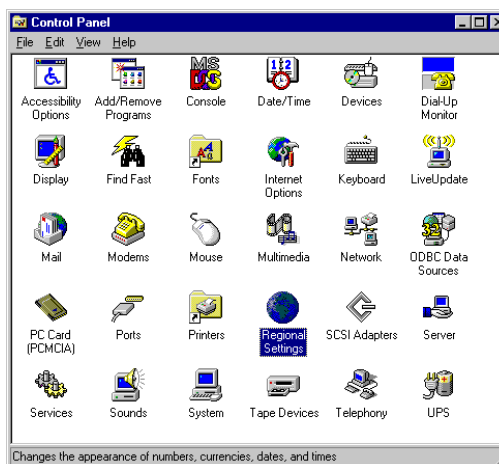 Control Panel
File Edit View Help
MS
DOS
12
Accessibility Options
Add/Remove Programs
Console
Date/Time
Devices
Dial-Up Monitor
Display
Find Fast
Fonts
Internet Options
Keyboard
LiveUpdate
32
Mail
Modems
Mouse
Multimedia
Network
ODBC Data Sources
PC Card (PCMCIA)
Ports
Printers
Regional Settings
SCSI Adapters
Server
Services
Sounds
System
Tape Devices
Telephony
UPS
Changes the appearance of numbers, currencies, dates, and times